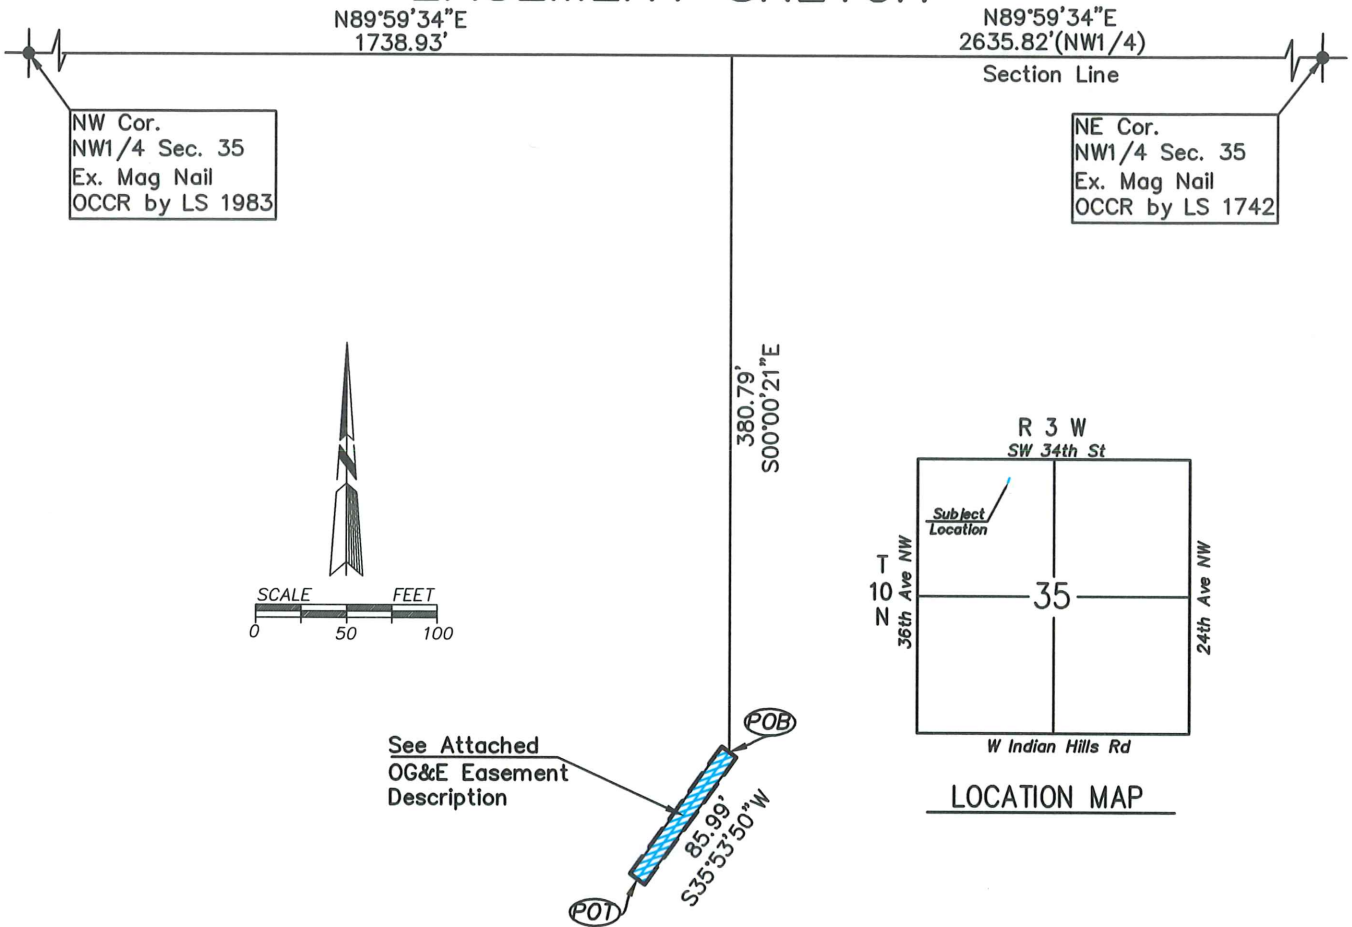 N89°59'34"E
1738.93'
N89°59'34"E
2635.82'(NW1/4)
Section Line
NW Cor.
NW1/4 Sec. 35
Ex. Mag Nail
OCCR by LS 1983
NE Cor.
NW1/4 Sec. 35
Ex. Mag Nail
OCCR by LS 1742
380.79'
S00°00'21"E
N
SCALE FEET
0 50 100
R 3 W
SW 34th St
Subject
Location
T
10
N
36th Ave NW
35
24th Ave NW
W Indian Hills Rd
LOCATION MAP
POB
See Attached
OG&E Easement
Description
85.99'
S35°53'50"W
POT